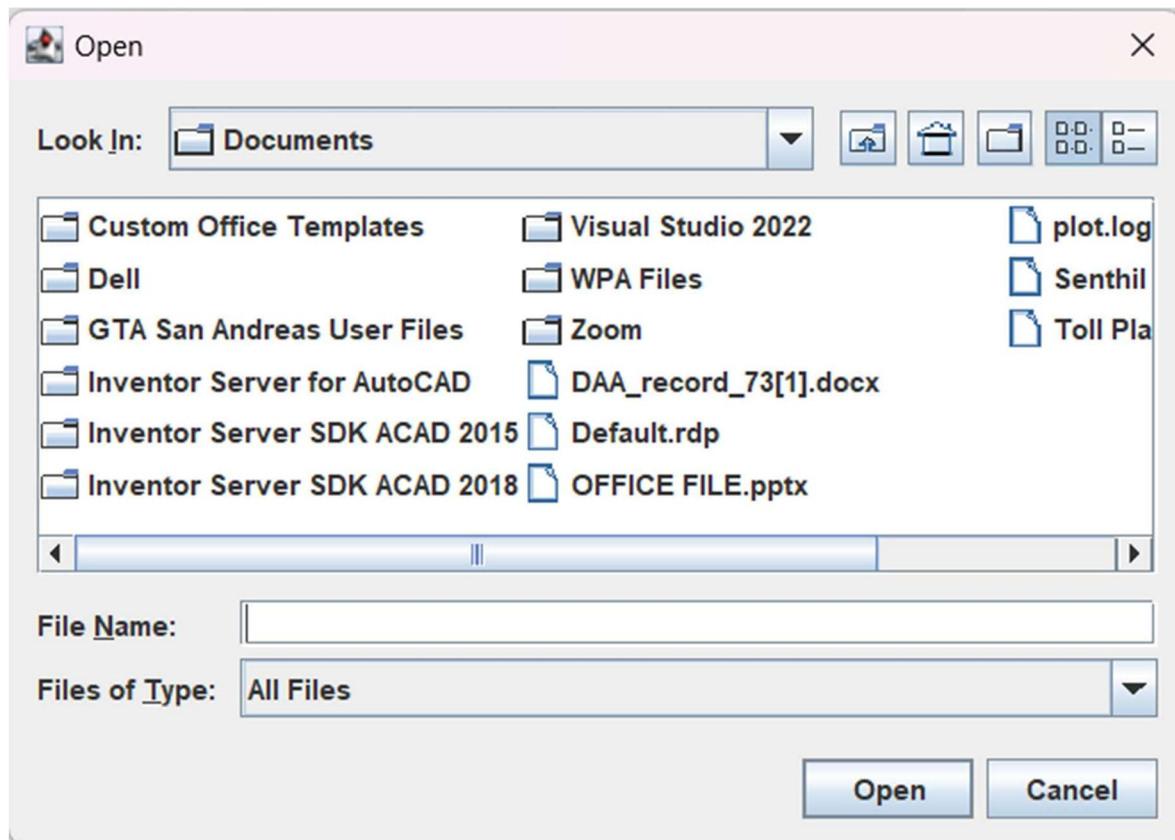 Open
Look In: Documents
Custom Office Templates
Dell
GTA San Andreas User Files
Inventor Server for AutoCAD
Inventor Server SDK ACAD 2015
Inventor Server SDK ACAD 2018
Visual Studio 2022
WPA Files
Zoom
DAA_record_73[1].docx
Default.rdp
OFFICE FILE.pptx
plot.log
Senthil
Toll Pla
File Name:
Files of Type: All Files
Open Cancel